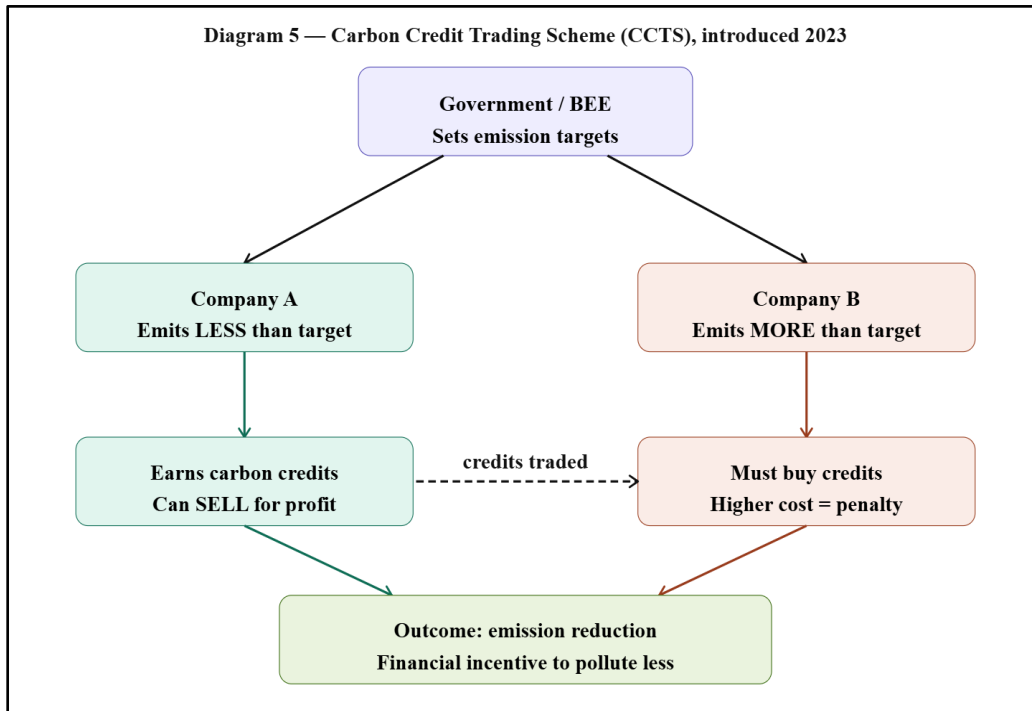 Diagram 5 — Carbon Credit Trading Scheme (CCTS), introduced 2023
Government / BEE
Sets emission targets
Company A
Emits LESS than target
Company B
Emits MORE than target
Earns carbon credits
Can SELL for profit
credits traded
Must buy credits
Higher cost = penalty
Outcome: emission reduction
Financial incentive to pollute less